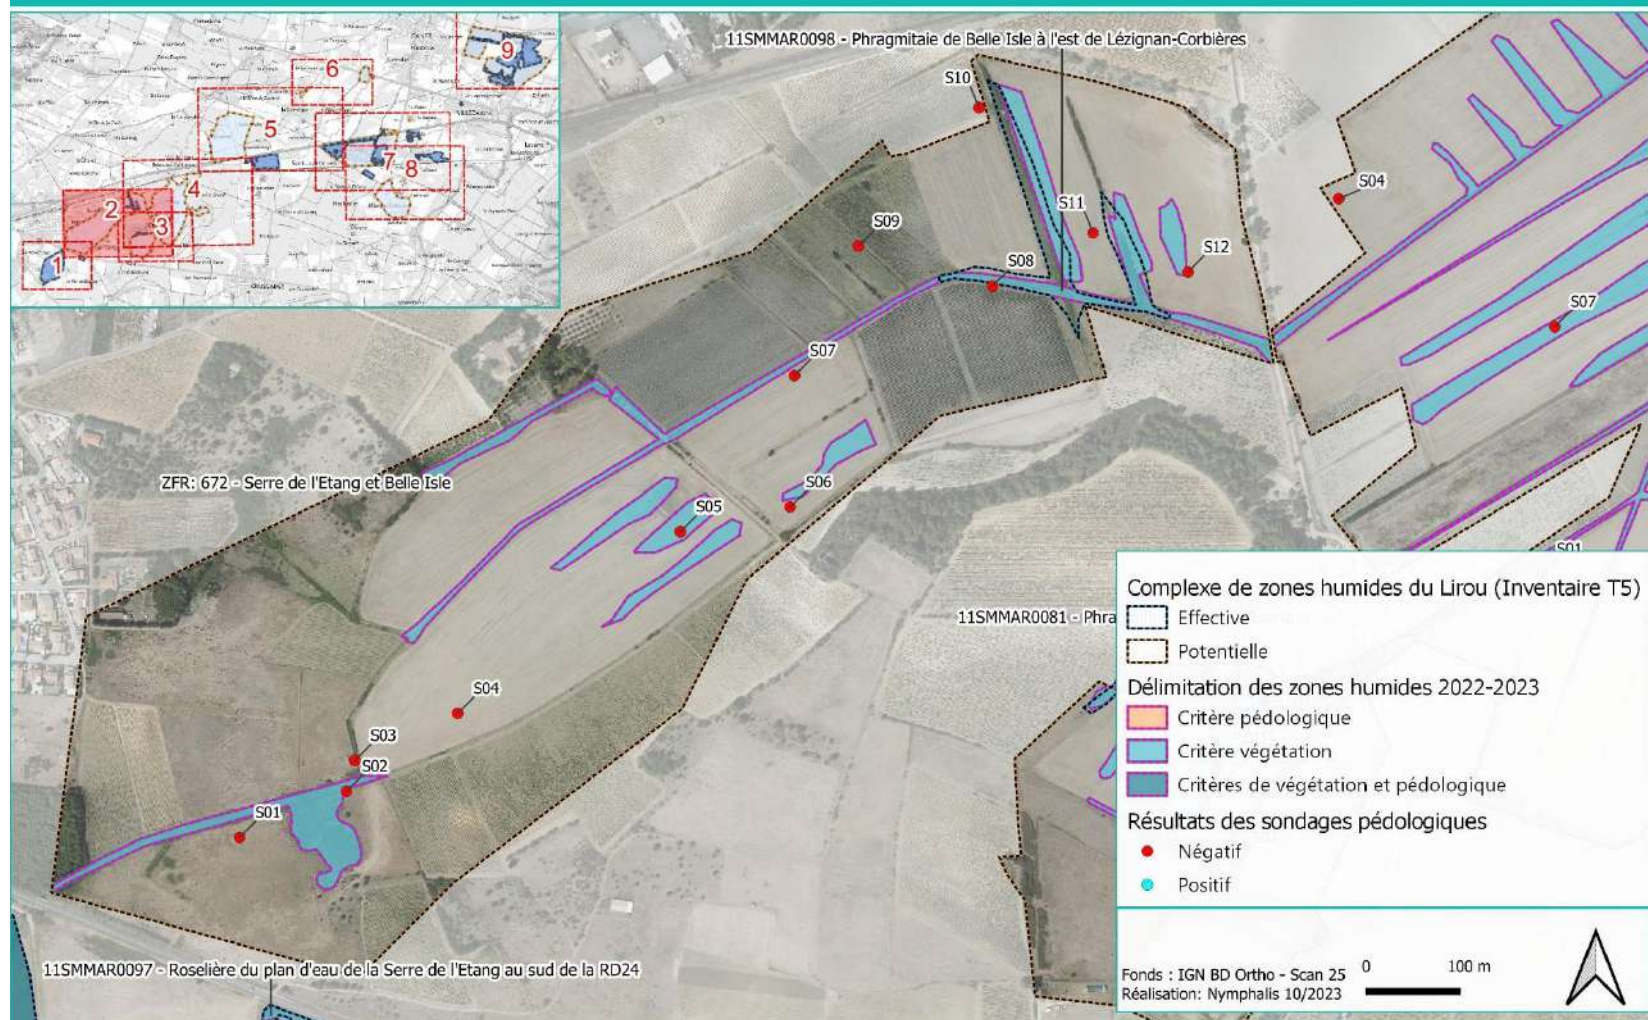 11SMMAR0098 - Phragmitaie de Belle Isle à l'est de Lézignan-Corbières
9
6
5
7
8
4
2
3
1
S10
S04
S11
S09
S12
S08
S07
S07
ZFR: 672 - Serre de l'Etang et Belle Isle
S06
S05
S01
11SMMAR0081 - Phra
S04
S03
S02
S01
11SMMAR0097 - Roselière du plan d'eau de la Serre de l'Etang au sud de la RD24
Complexe de zones humides du Lirou (Inventaire T5)
Effective
Potentielle
Délimitation des zones humides 2022-2023
Critère pédologique
Critère végétation
Critères de végétation et pédologique
Résultats des sondages pédologiques
Négatif
Positif
Fonds : IGN BD Ortho - Scan 25
Réalisation: Nymphalis 10/2023
0 100 m